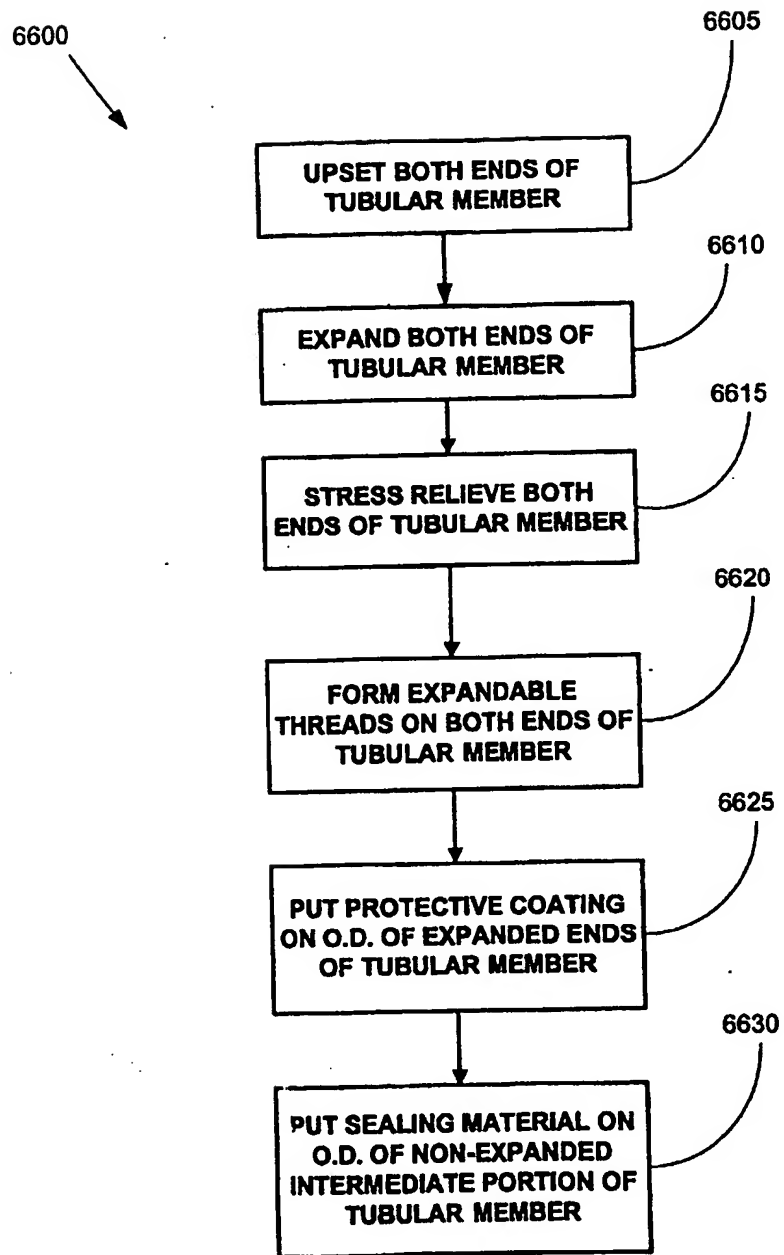 6600
6605
UPSET BOTH ENDS OF
TUBULAR MEMBER
6610
EXPAND BOTH ENDS OF
TUBULAR MEMBER
6615
STRESS RELIEVE BOTH
ENDS OF TUBULAR MEMBER
6620
FORM EXPANDABLE
THREADS ON BOTH ENDS OF
TUBULAR MEMBER
6625
PUT PROTECTIVE COATING
ON O.D. OF EXPANDED ENDS
OF TUBULAR MEMBER
6630
PUT SEALING MATERIAL ON
O.D. OF NON-EXPANDED
INTERMEDIATE PORTION OF
TUBULAR MEMBER